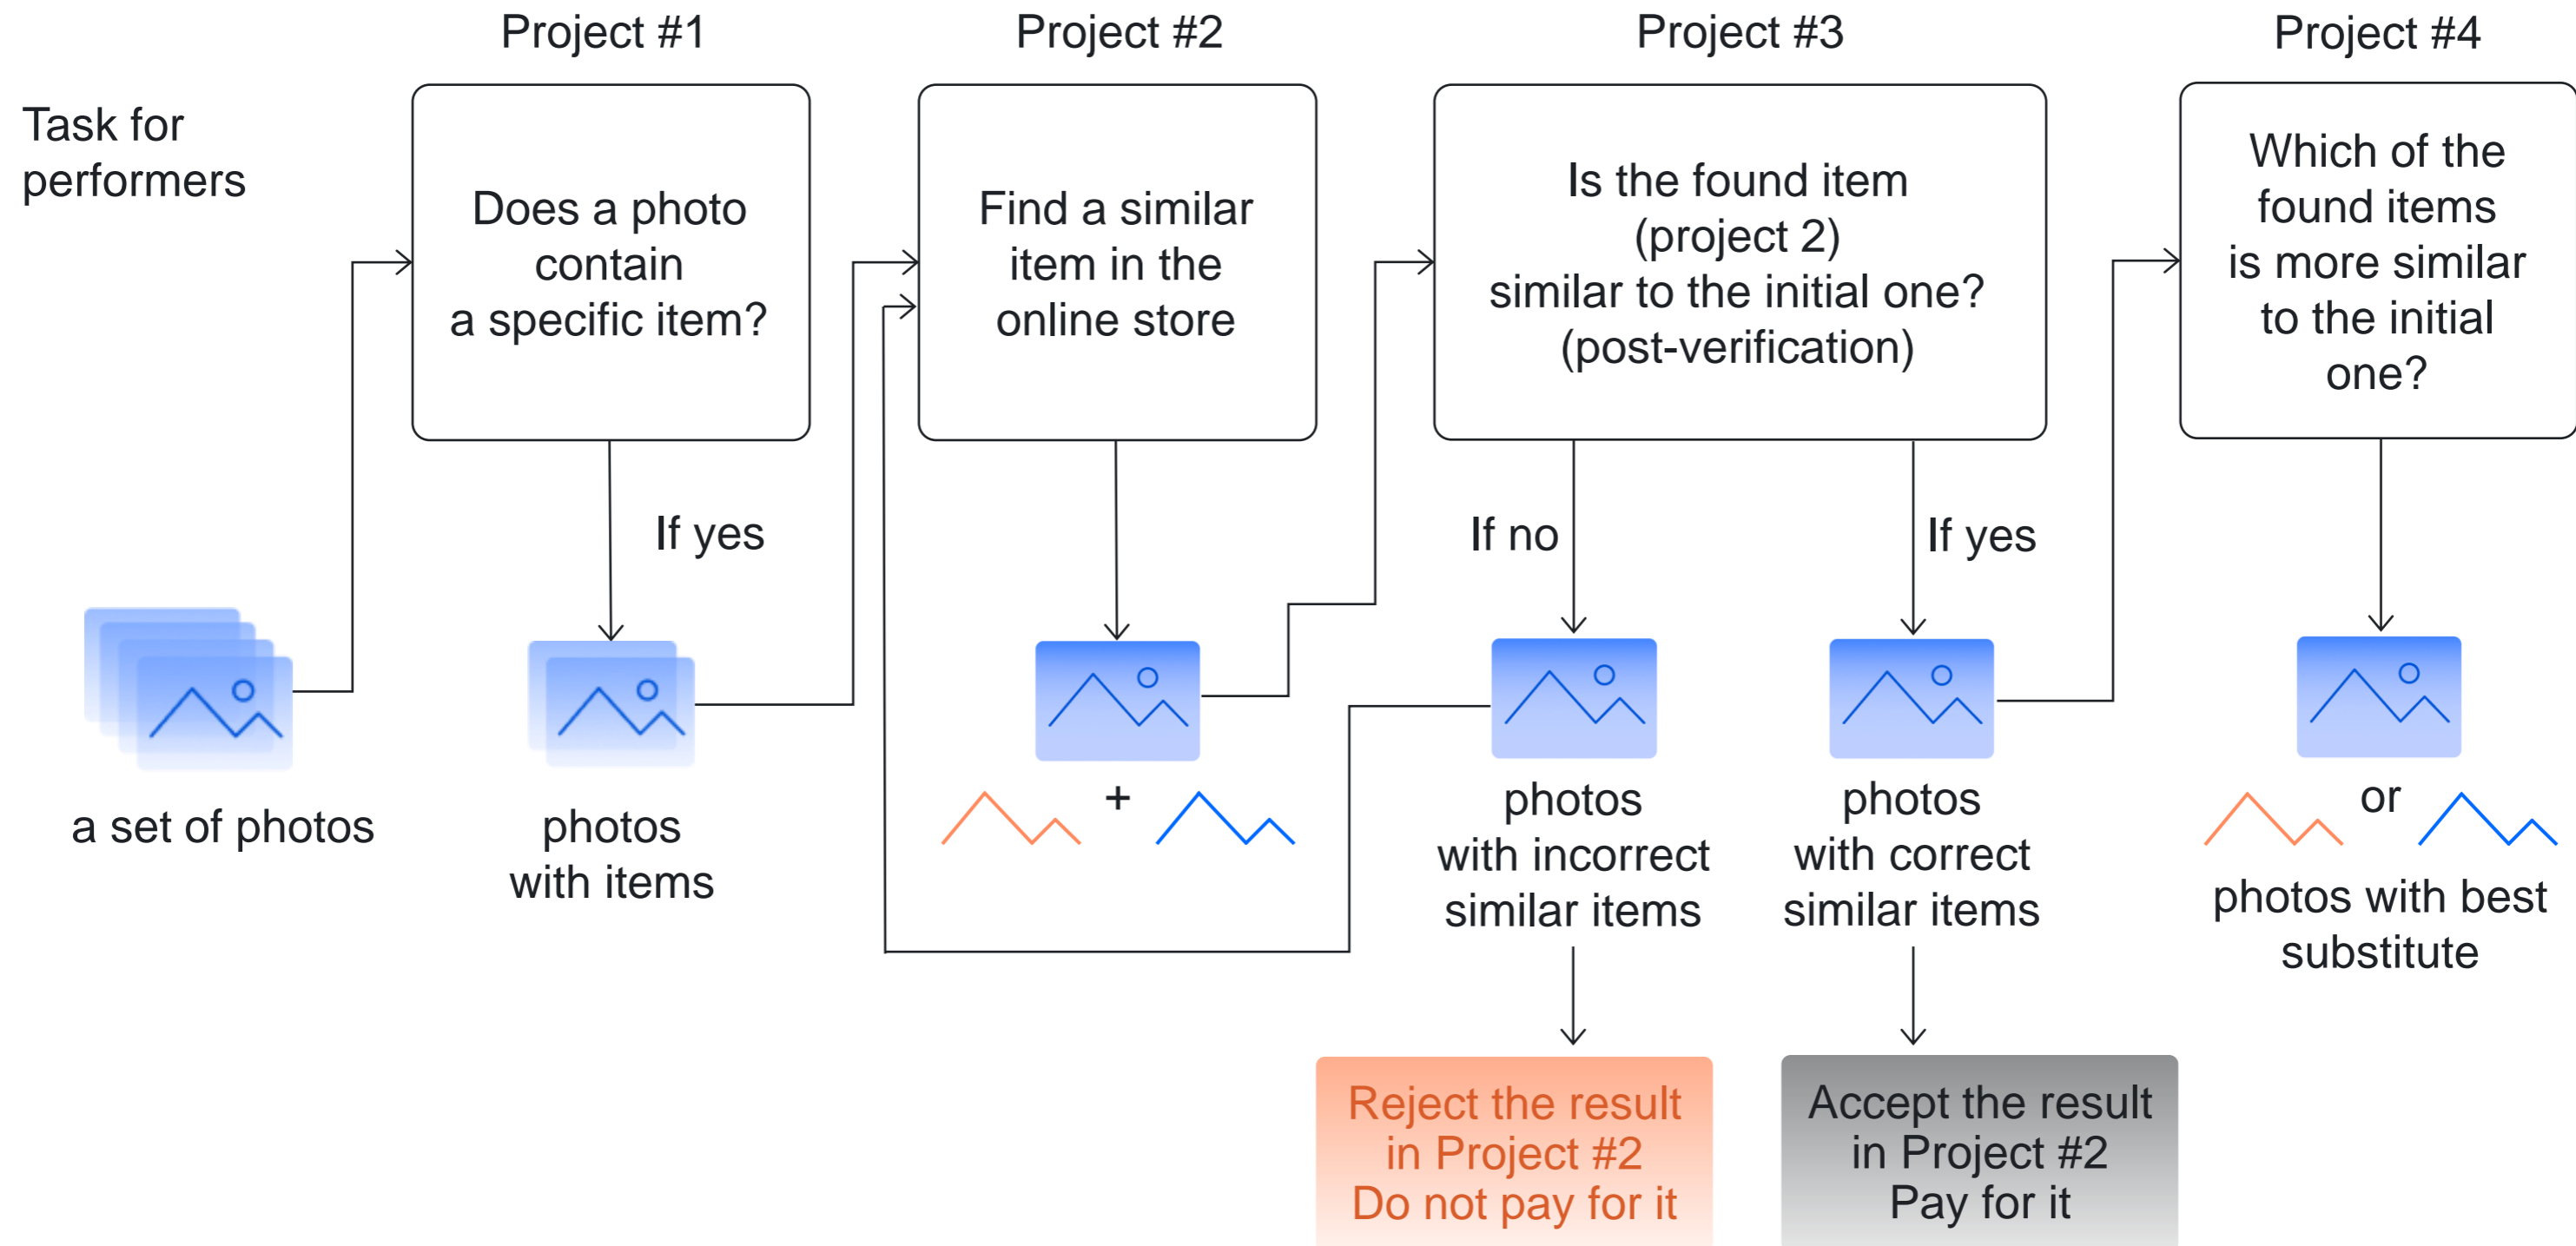 Project #1
Project #2
Project #3
Project #4
Task for
performers
Does a photo
contain
a specific item?
Find a similar
item in the
online store
Is the found item
(project 2)
similar to the initial one?
(post-verification)
Which of the
found items
is more similar
to the initial
one?
If yes
If no
If yes
a set of photos
photos
with items
+
photos
with incorrect
similar items
photos
with correct
similar items
or
photos with best
substitute
Reject the result
in Project #2
Do not pay for it
Accept the result
in Project #2
Pay for it